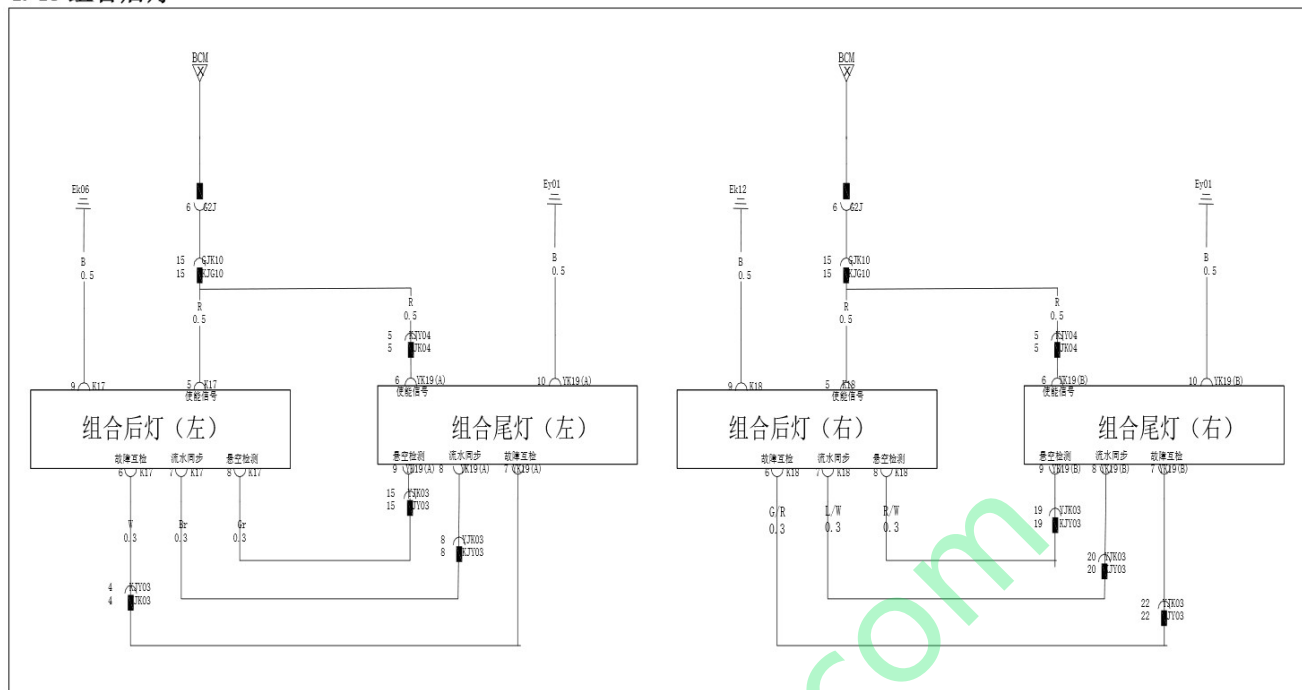 组合后灯
BCM
BCM
Ek06
Ey01
Ek12
Ey01
6 G2J
6 G2J
B
0.5
15 GJK10
15 KJG10
B
0.5
B
0.5
15 GJK10
15 KJG10
B
0.5
R
0.5
R
0.5
R
0.5
R
0.5
5 KJY04
5 YJK04
5 KJY04
5 YJK04
9 K17
5 K17
使能信号
6 YK19(A)
使能信号
10 YK19(A)
9 K18
5 K18
使能信号
6 YK19(B)
使能信号
10 YK19(B)
组合后灯（左）
组合尾灯（左）
组合后灯（右）
组合尾灯（右）
故障互检 流水同步 悬空检测
6 K17 7 K17 8 K17
悬空检测 流水同步 故障互检
9 YK19(A) 8 YK19(A) 7 YK19(A)
故障互检 流水同步 悬空检测
6 K18 7 K18 8 K18
悬空检测 流水同步 故障互检
9 YK19(B) 8 YK19(B) 7 YK19(B)
15 YJK03
15 KJY03
W
0.3
Br
0.3
Gr
0.3
8 YJK03
8 KJY03
4 KJY03
4 YJK03
G/R
0.3
L/W
0.3
R/W
0.3
19 YJK03
19 KJY03
20 YJK03
20 KJY03
22 YJK03
22 KJY03
com